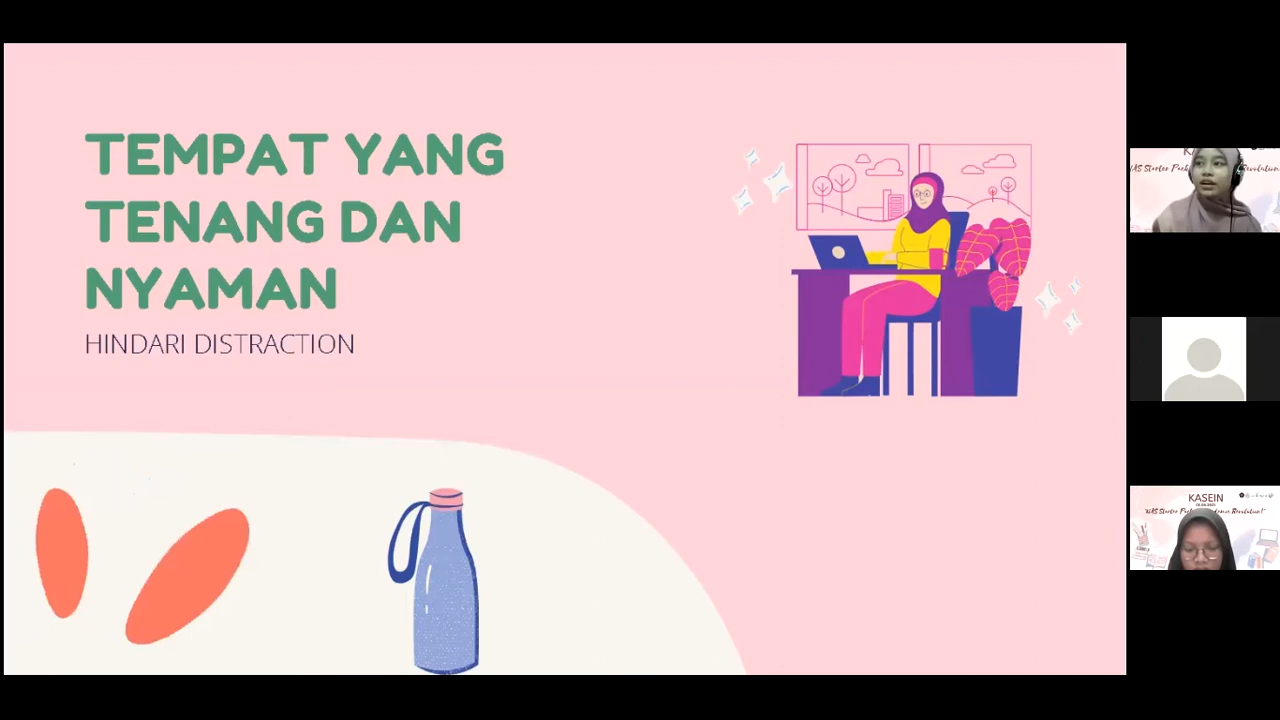 TEMPAT YANG
TENANG DAN
NYAMAN
HINDARI DISTRACTION
KASEIN